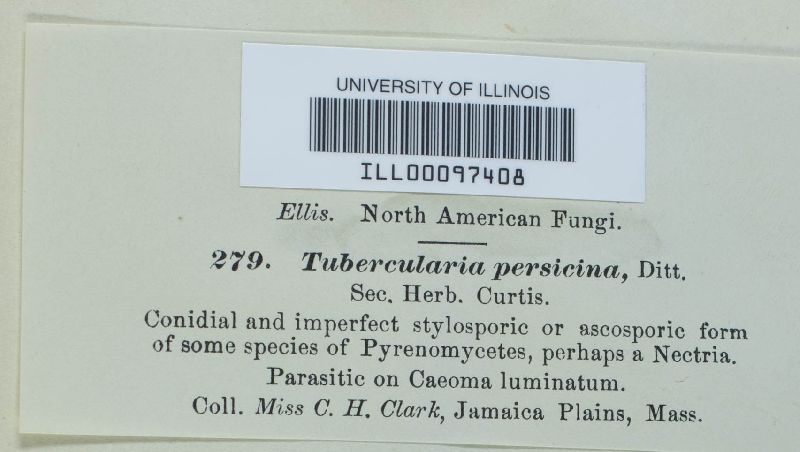 UNIVERSITY OF ILLINOIS
ILL00097408
Ellis. North American Fungi.
279. Tubercularia persicina, Ditt.
Sec. Herb. Curtis.
Conidial and imperfect stylosporic or ascosporic form
of some species of Pyrenomycetes, perhaps a Nectria.
Parasitic on Caeoma luminatum.
Coll. Miss C. H. Clark, Jamaica Plains, Mass.